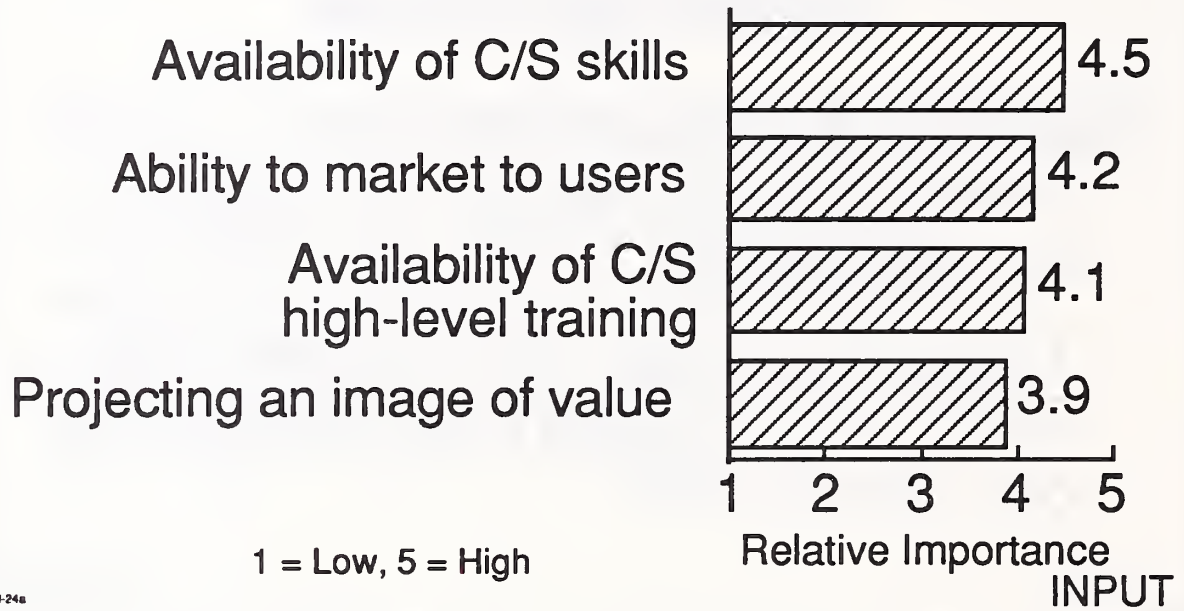 Availability of C/S skills
4.5
Ability to market to users
4.2
Availability of C/S
high-level training
4.1
Projecting an image of value
3.9
1 2 3 4 5
Relative Importance
1 = Low, 5 = High
INPUT